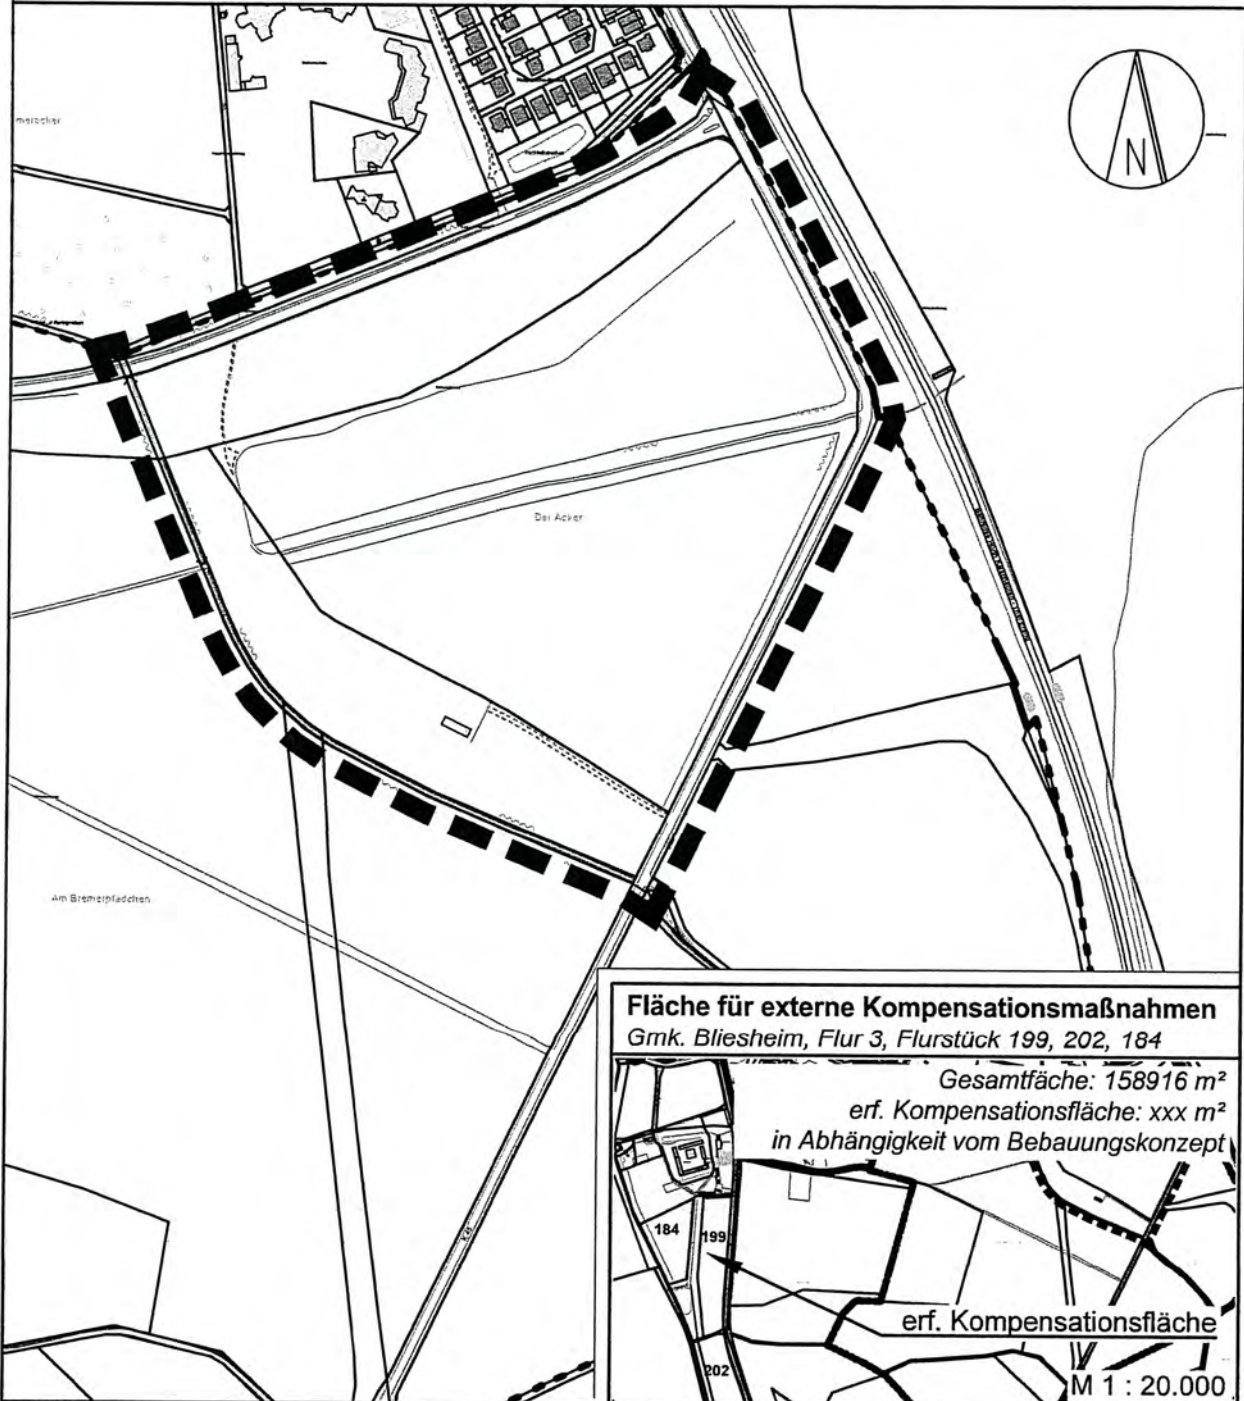 meracker
N
Der Acker
Am Bremerpfädchen
Fläche für externe Kompensationsmaßnahmen
Gmk. Bliesheim, Flur 3, Flurstück 199, 202, 184
Gesamtfäche: 158916 m²
erf. Kompensationsfläche: xxx m²
in Abhängigkeit vom Bebauungskonzept
184
199
erf. Kompensationsfläche
202
M 1 : 20.000